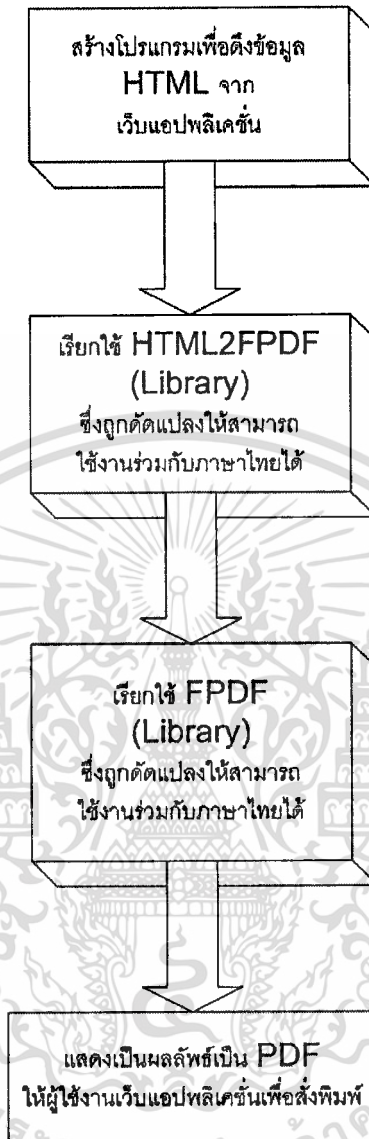 สร้างโปรแกรมเพื่อดึงข้อมูล
HTML จาก
เว็บแอปพลิเคชั่น
เรียกใช้ HTML2FPDF
(Library)
ซึ่งถูกดัดแปลงให้สามารถ
ใช้งานร่วมกับภาษาไทยได้
เรียกใช้ FPDF
(Library)
ซึ่งถูกดัดแปลงให้สามารถ
ใช้งานร่วมกับภาษาไทยได้
แสดงเป็นผลลัพธ์เป็น PDF
ให้ผู้ใช้งานเว็บแอปพลิเคชั่นเพื่อสั่งพิมพ์